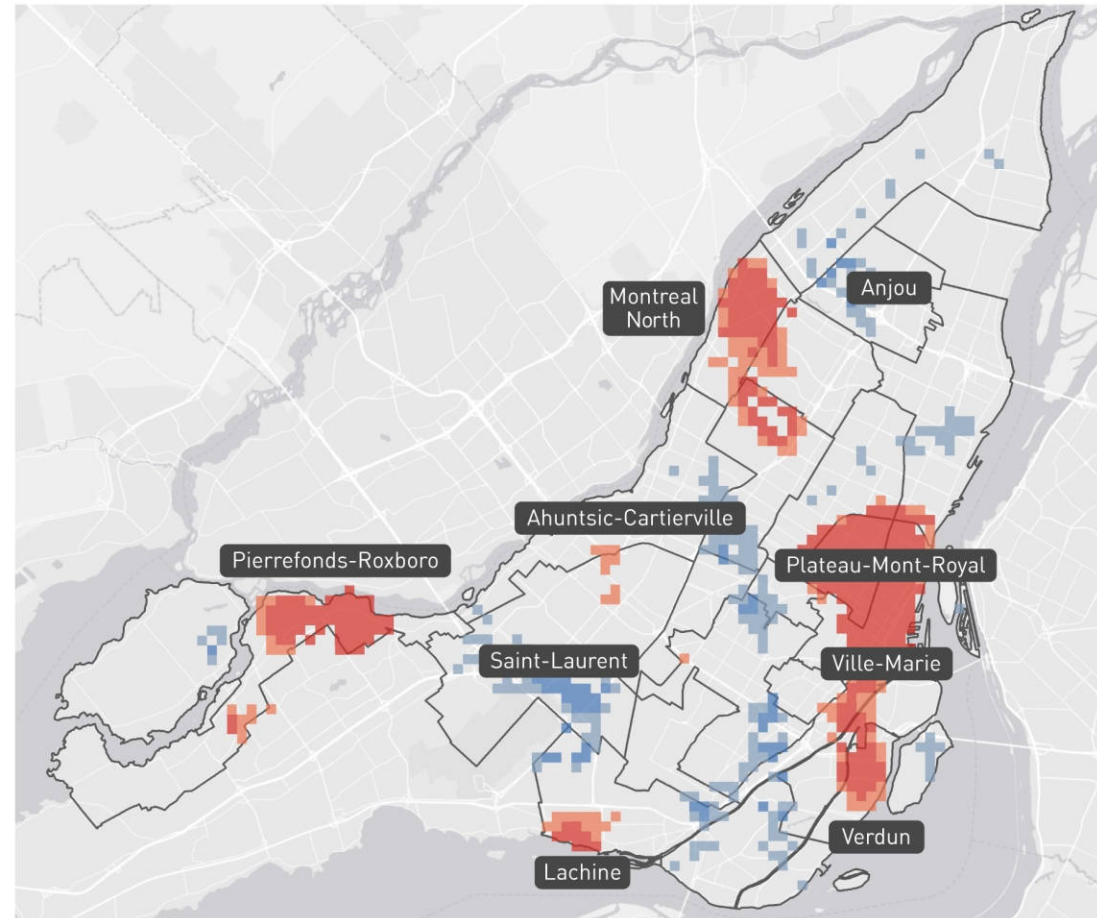 Montreal
North
Anjou
Ahuntsic-Cartierville
Pierrefonds-Roxboro
Plateau-Mont-Royal
Saint-Laurent
Ville-Marie
Verdun
Lachine